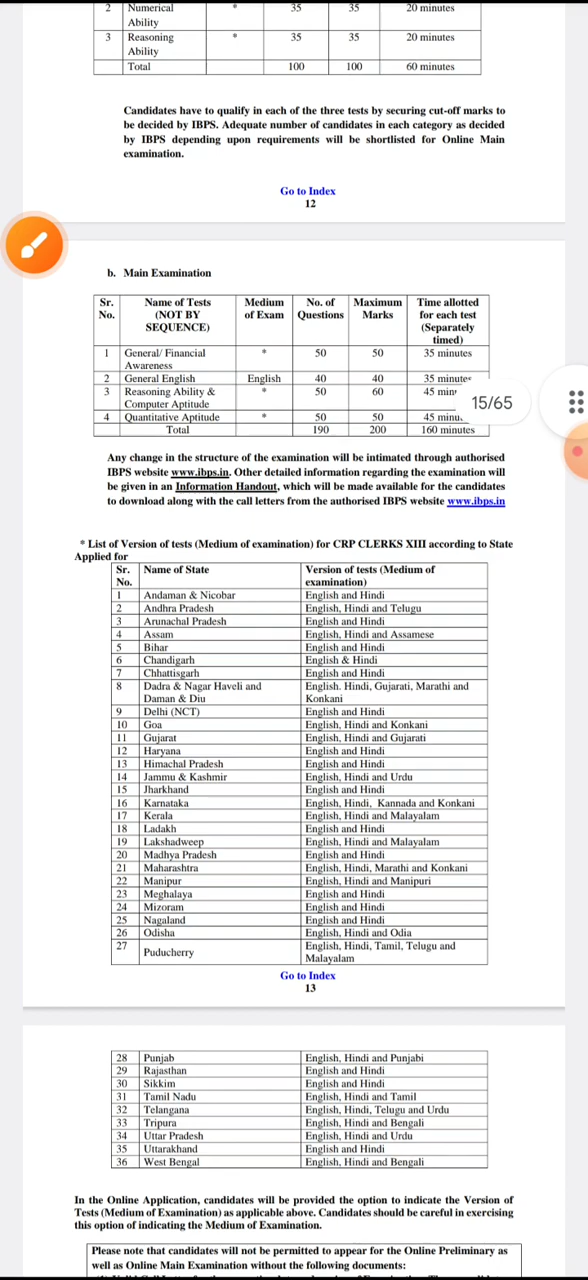 2 Numerical Ability * 35 35 20 minutes
3 Reasoning Ability * 35 35 20 minutes
Total 100 100 60 minutes
Candidates have to qualify in each of the three tests by securing cut-off marks to
be decided by IBPS. Adequate number of candidates in each category as decided
by IBPS depending upon requirements will be shortlisted for Online Main
examination.
Go to Index
12
b. Main Examination
Sr. No. Name of Tests (NOT BY SEQUENCE) Medium of Exam No. of Questions Maximum Marks Time allotted for each test (Separately timed)
1 General/ Financial Awareness * 50 50 35 minutes
2 General English English 40 40 35 minutes
3 Reasoning Ability & Computer Aptitude * 50 60 45
15/65
4 Quantitative Aptitude * 50 50 45
Total 190 200 160 minutes
Any change in the structure of the examination will be intimated through authorised
IBPS website www.ibps.in. Other detailed information regarding the examination will
be given in an Information Handout, which will be made available for the candidates
to download along with the call letters from the authorised IBPS website www.ibps.in
* List of Version of tests (Medium of examination) for CRP CLERKS XIII according to State
Applied for
Sr. No. Name of State Version of tests (Medium of examination)
1 Andaman & Nicobar English and Hindi
2 Andhra Pradesh English, Hindi and Telugu
3 Arunachal Pradesh English and Hindi
4 Assam English, Hindi and Assamese
5 Bihar English and Hindi
6 Chandigarh English & Hindi
7 Chhattisgarh English and Hindi
8 Dadra & Nagar Haveli and Daman & Diu English. Hindi, Gujarati, Marathi and Konkani
9 Delhi (NCT) English and Hindi
10 Goa English, Hindi and Konkani
11 Gujarat English, Hindi and Gujarati
12 Haryana English and Hindi
13 Himachal Pradesh English and Hindi
14 Jammu & Kashmir English, Hindi and Urdu
15 Jharkhand English and Hindi
16 Karnataka English, Hindi, Kannada and Konkani
17 Kerala English, Hindi and Malayalam
18 Ladakh English and Hindi
19 Lakshadweep English, Hindi and Malayalam
20 Madhya Pradesh English and Hindi
21 Maharashtra English, Hindi, Marathi and Konkani
22 Manipur English, Hindi and Manipuri
23 Meghalaya English and Hindi
24 Mizoram English and Hindi
25 Nagaland English and Hindi
26 Odisha English, Hindi and Odia
27 Puducherry English, Hindi, Tamil, Telugu and Malayalam
Go to Index
13
28 Punjab English, Hindi and Punjabi
29 Rajasthan English and Hindi
30 Sikkim English and Hindi
31 Tamil Nadu English, Hindi and Tamil
32 Telangana English, Hindi, Telugu and Urdu
33 Tripura English, Hindi and Bengali
34 Uttar Pradesh English, Hindi and Urdu
35 Uttarakhand English and Hindi
36 West Bengal English, Hindi and Bengali
In the Online Application, candidates will be provided the option to indicate the Version of
Tests (Medium of Examination) as applicable above. Candidates should be careful in exercising
this option of indicating the Medium of Examination.
Please note that candidates will not be permitted to appear for the Online Preliminary as
well as Online Main Examination without the following documents: